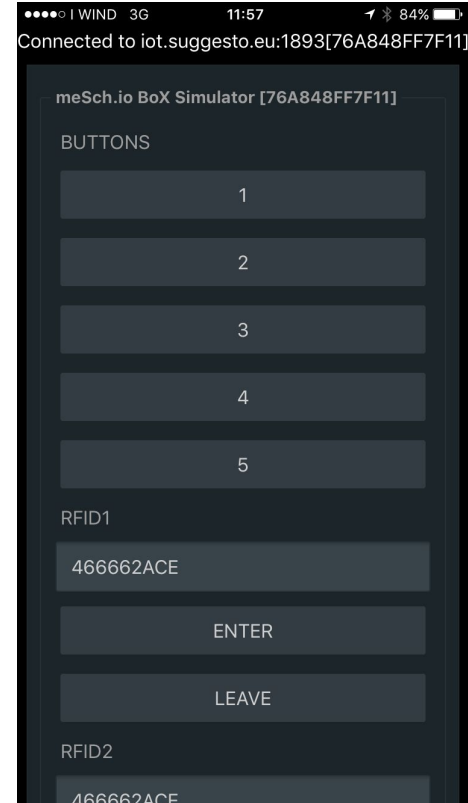 I WIND 3G 11:57 84%
Connected to iot.suggesto.eu:1893[76A848FF7F11]
meSch.io BoX Simulator [76A848FF7F11]
BUTTONS
1
2
3
4
5
RFID1
466662ACE
ENTER
LEAVE
RFID2
466662ACE